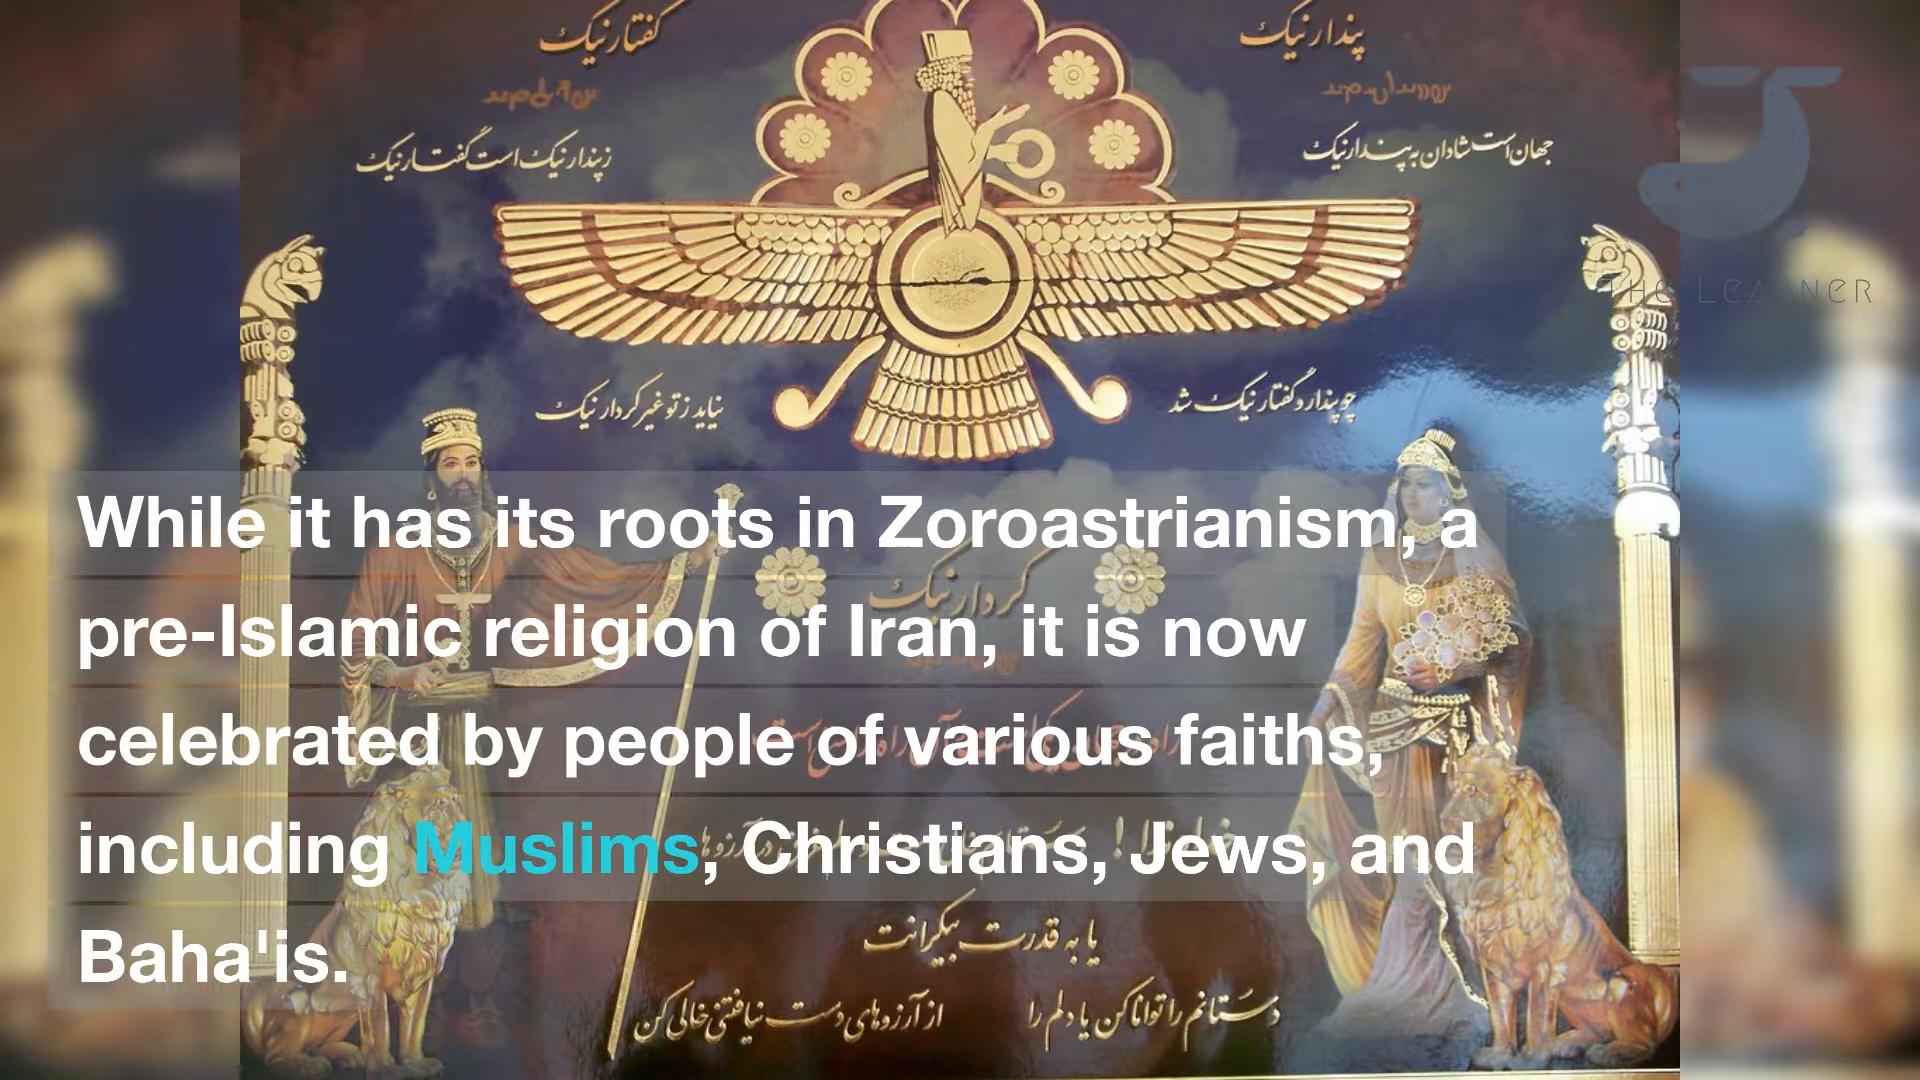 پندار نیک
گفتار نیک
جهان است شادان به پندار نیک
ز پندار نیک است گفتار نیک
چو پندار و گفتار نیک شد
نیاید ز تو غیر کردار نیک
THE LEARNER
While it has its roots in Zoroastrianism, a
کردار نیک
pre-Islamic religion of Iran, it is now
celebrated by people of various faiths,
including Muslims, Christians, Jews, and
Baha'is.
یا به قدرت بیکرانت
دستانم را توانا کن یا دلم را
از آرزوهای دست نیافتنی خالی کن